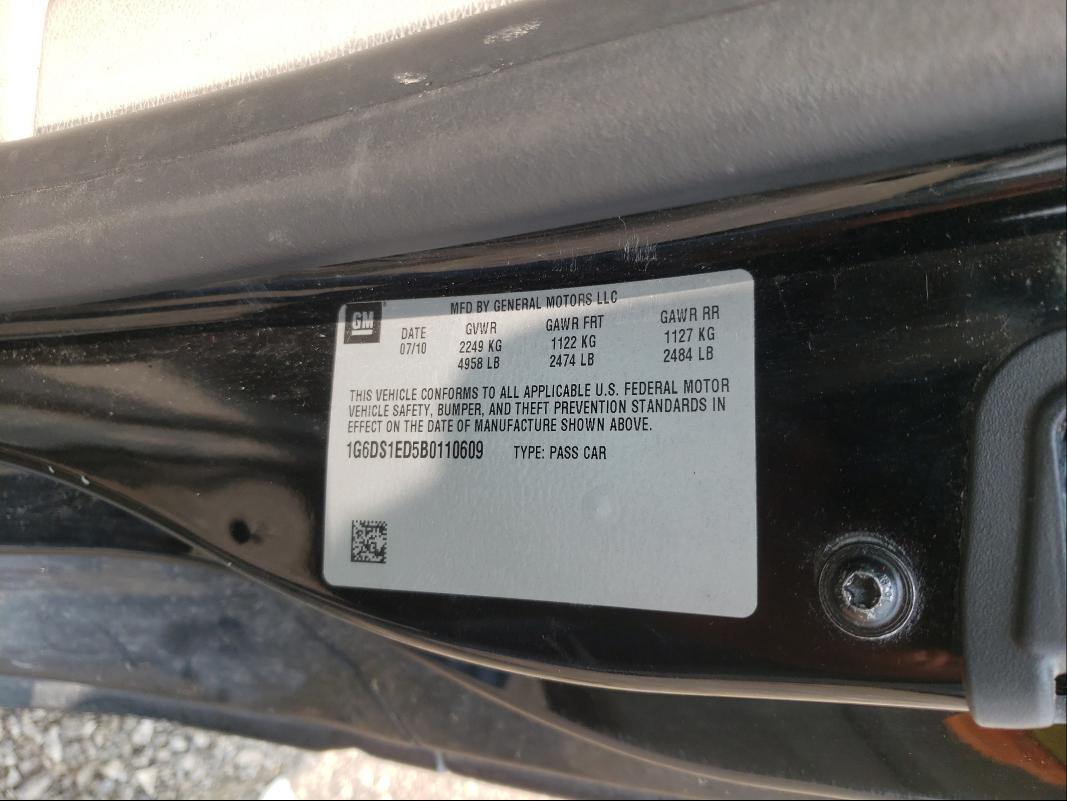 MFD BY GENERAL MOTORS LLC
GM
DATE GVWR GAWR FRT GAWR RR
07/10 2249 KG 1122 KG 1127 KG
4958 LB 2474 LB 2484 LB
THIS VEHICLE CONFORMS TO ALL APPLICABLE U.S. FEDERAL MOTOR
VEHICLE SAFETY, BUMPER, AND THEFT PREVENTION STANDARDS IN
EFFECT ON THE DATE OF MANUFACTURE SHOWN ABOVE.
1G6DS1ED5B0110609 TYPE: PASS CAR